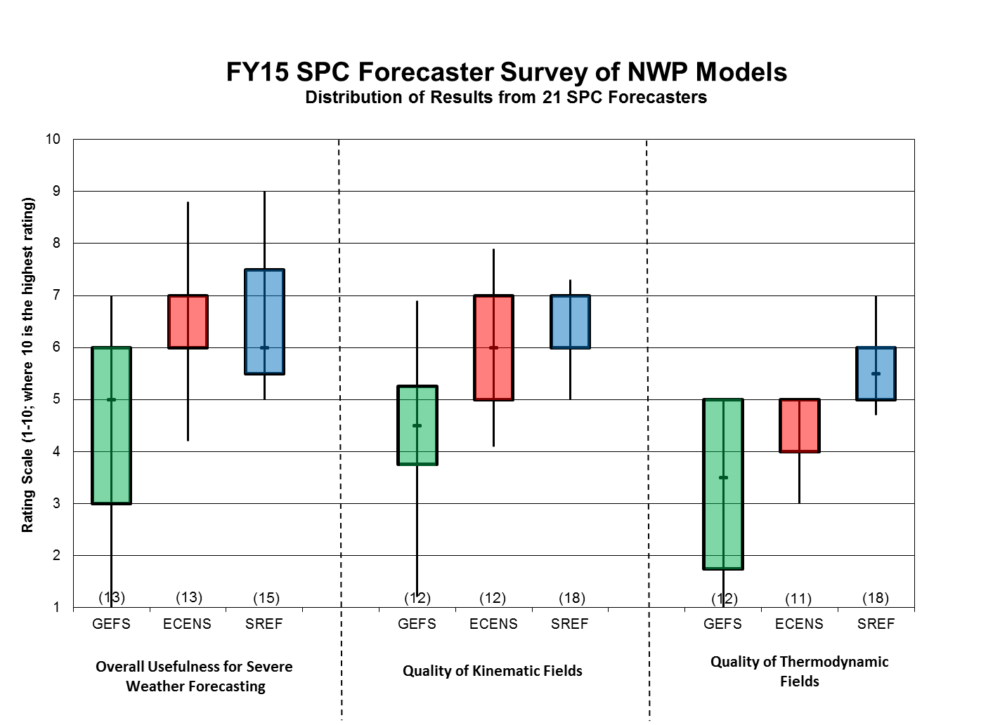 FY15 SPC Forecaster Survey of NWP Models
Distribution of Results from 21 SPC Forecasters
Rating Scale (1-10; where 10 is the highest rating)
10
9
8
7
6
5
4
3
2
1
(13) (13) (15) (12) (12) (18) (12) (11) (18)
GEFS ECENS SREF GEFS ECENS SREF GEFS ECENS SREF
Overall Usefulness for Severe
Weather Forecasting
Quality of Kinematic Fields
Quality of Thermodynamic
Fields